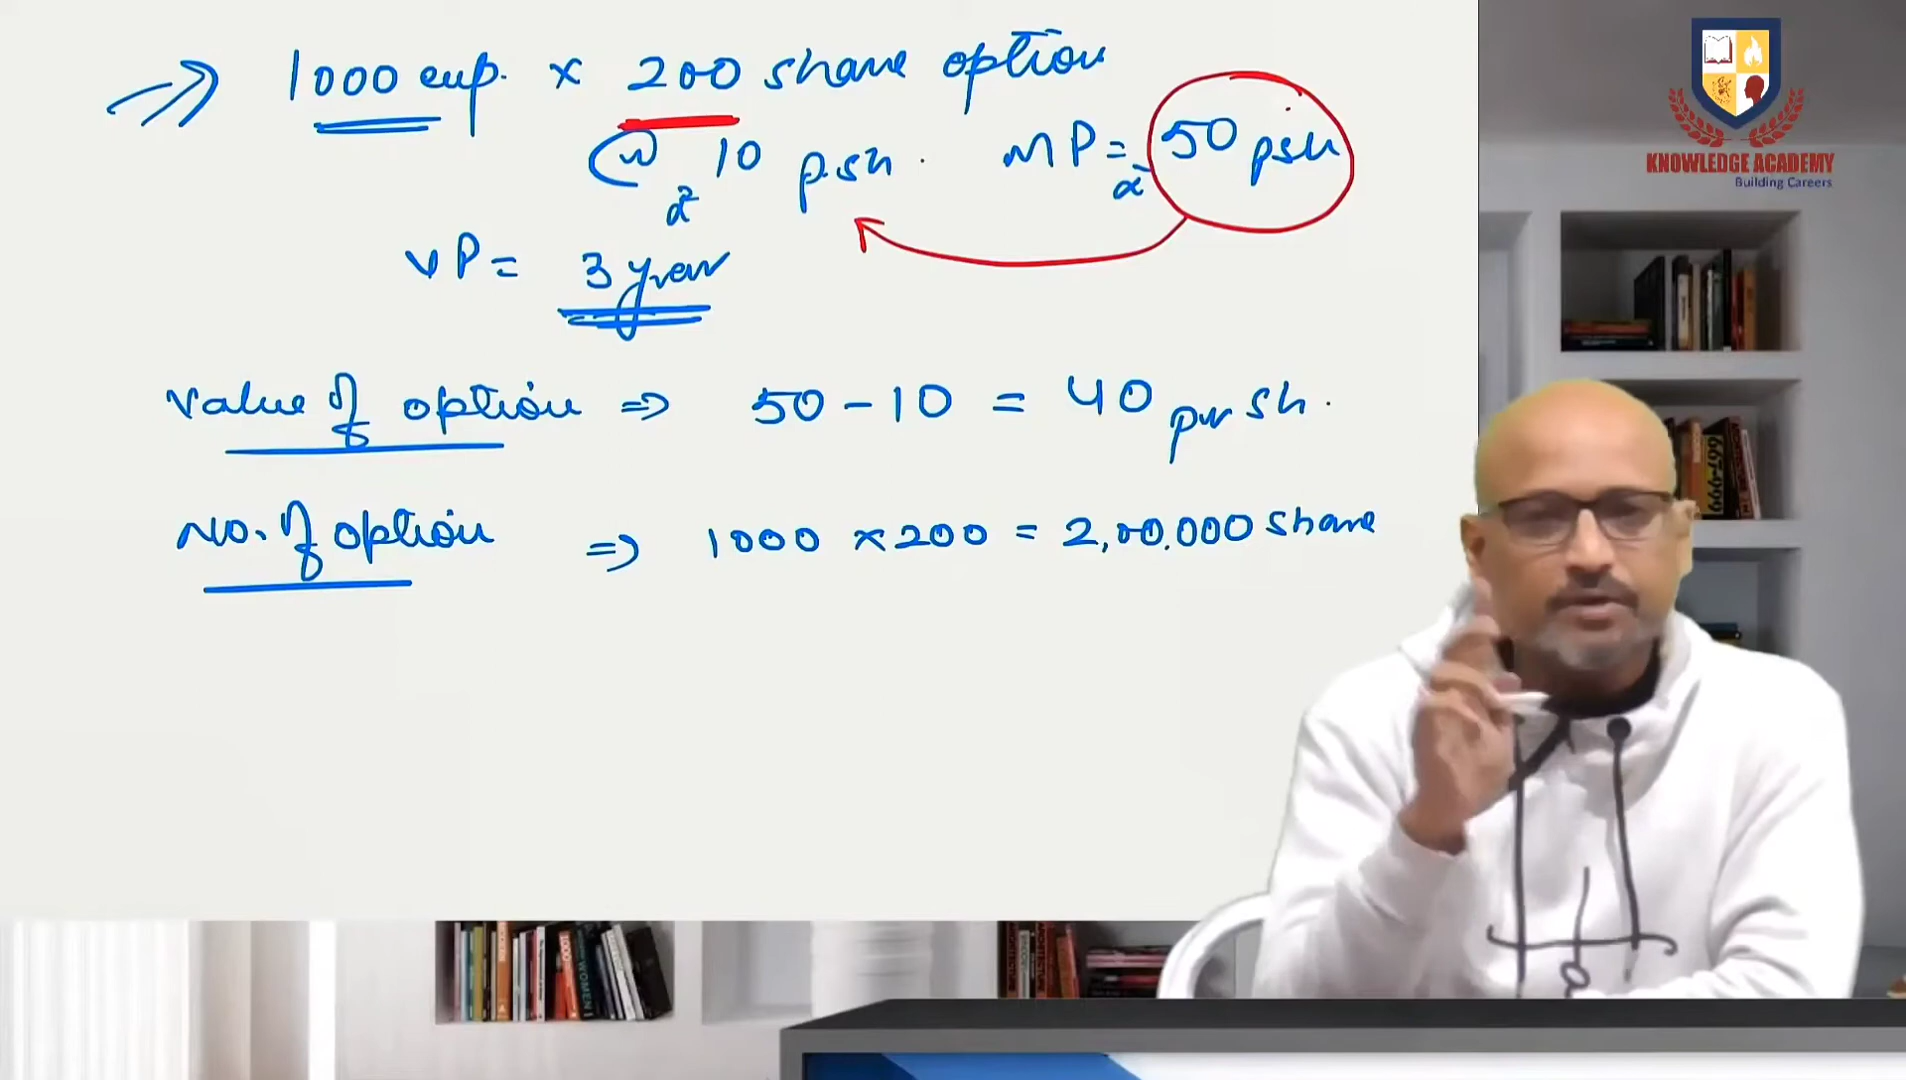 1000 emp. × 200 share option
@ 10 p.sh. MP = 50 psh
VP = 3 year
Value of option ⇒ 50 - 10 = 40 per sh.
No. of option ⇒ 1000 × 200 = 2,00,000 share
KNOWLEDGE ACADEMY
Building Careers